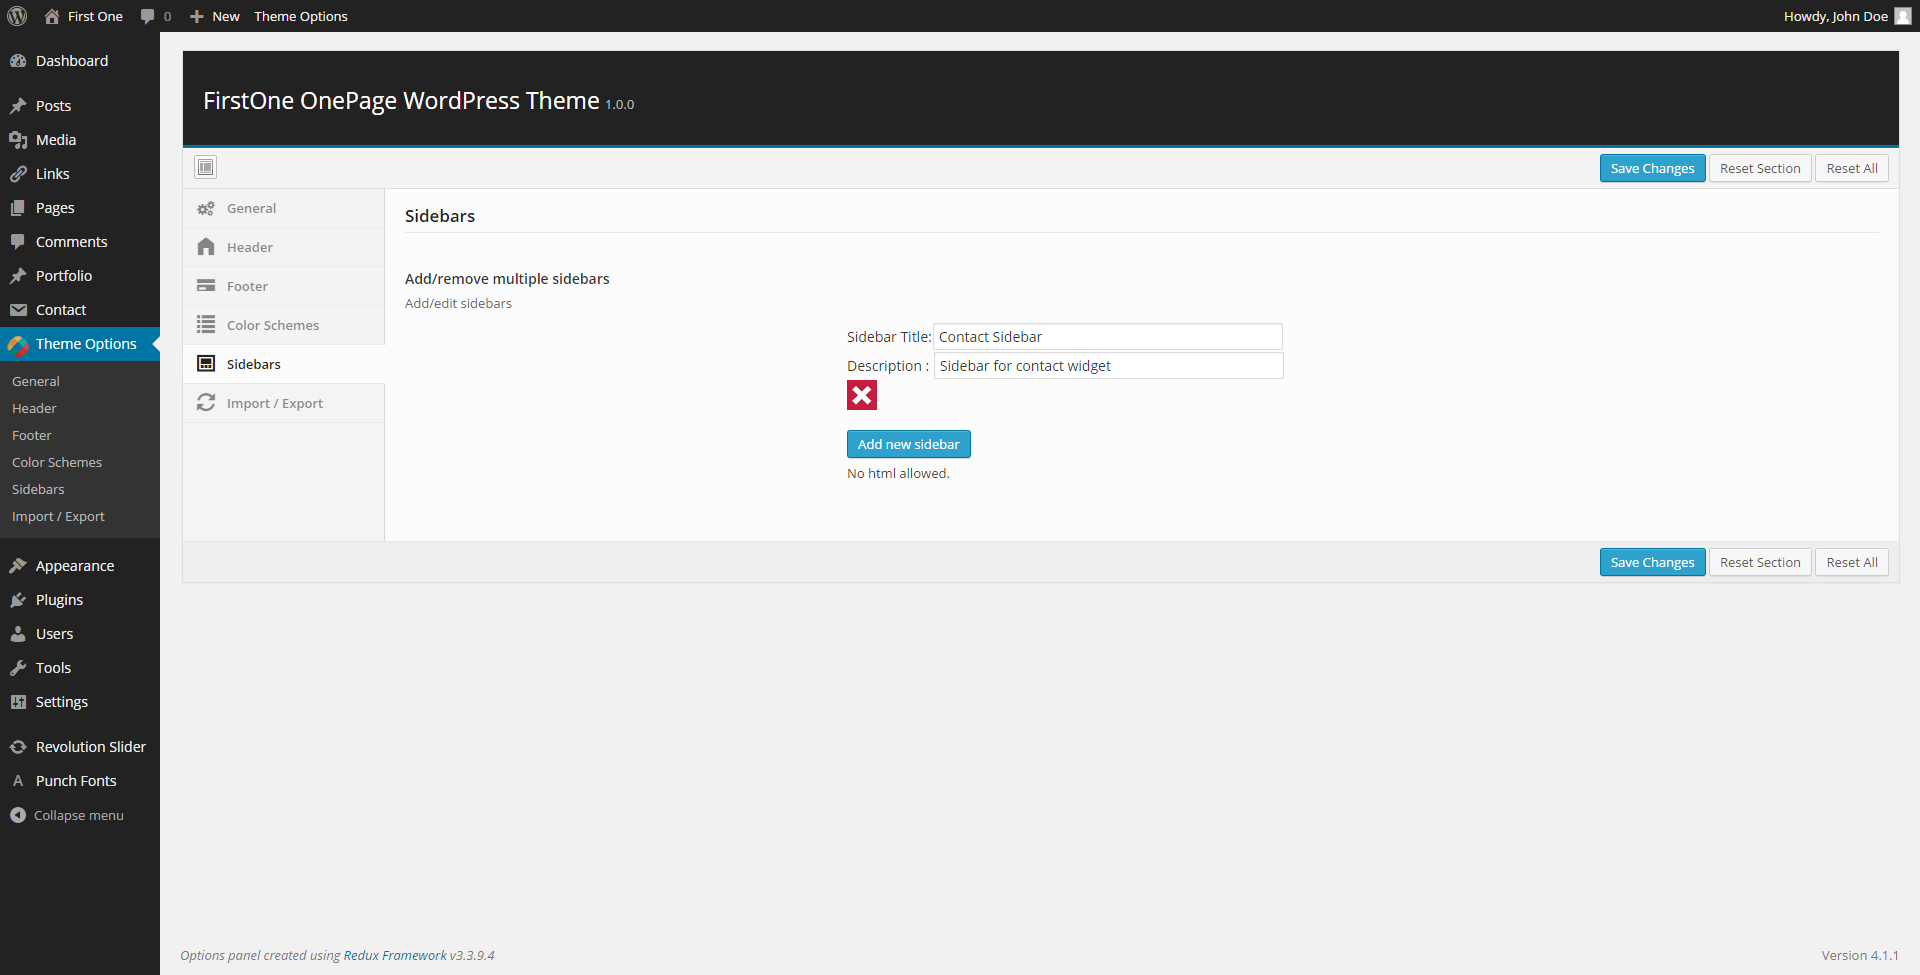 First One
0
New
Theme Options
Howdy, John Doe
Dashboard
Posts
Media
Links
Pages
Comments
Portfolio
Contact
Theme Options
General
Header
Footer
Color Schemes
Sidebars
Import / Export
Appearance
Plugins
Users
Tools
Settings
Revolution Slider
A Punch Fonts
Collapse menu
FirstOne OnePage WordPress Theme 1.0.0
Save Changes
Reset Section
Reset All
General
Header
Footer
Color Schemes
Sidebars
Import / Export
Sidebars
Add/remove multiple sidebars
Add/edit sidebars
Sidebar Title: Contact Sidebar
Description : Sidebar for contact widget
Add new sidebar
No html allowed.
Save Changes
Reset Section
Reset All
Options panel created using Redux Framework v3.3.9.4
Version 4.1.1